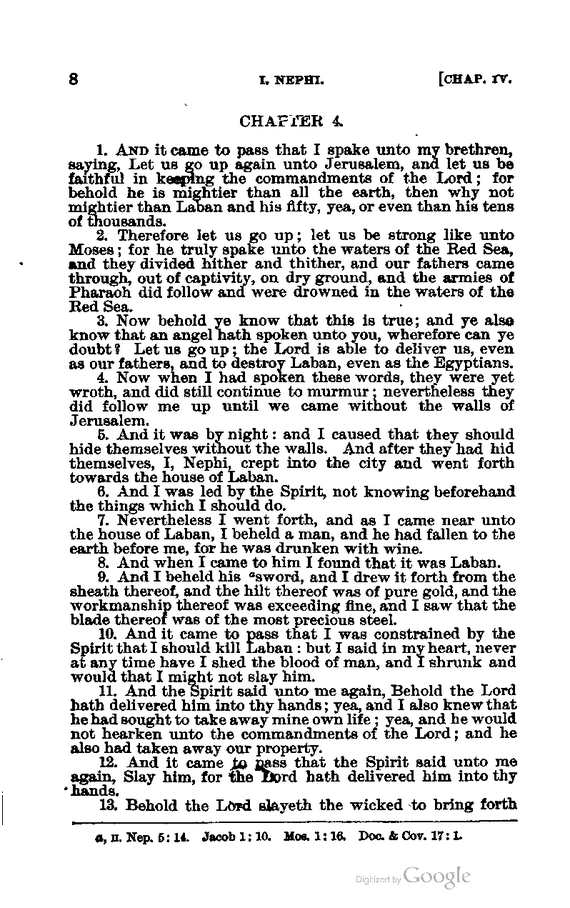 8 I. NEPHI. [CHAP. IV.
CHAPTER 4.
1. AND it came to pass that I spake unto my brethren,
saying, Let us go up again unto Jerusalem, and let us be
faithful in keeping the commandments of the Lord; for
behold he is mightier than all the earth, then why not
mightier than Laban and his fifty, yea, or even than his tens
of thousands.
2. Therefore let us go up; let us be strong like unto
Moses; for he truly spake unto the waters of the Red Sea,
and they divided hither and thither, and our fathers came
through, out of captivity, on dry ground, and the armies of
Pharaoh did follow and were drowned in the waters of the
Red Sea.
3. Now behold ye know that this is true; and ye also
know that an angel hath spoken unto you, wherefore can ye
doubt? Let us go up; the Lord is able to deliver us, even
as our fathers, and to destroy Laban, even as the Egyptians.
4. Now when I had spoken these words, they were yet
wroth, and did still continue to murmur; nevertheless they
did follow me up until we came without the walls of
Jerusalem.
5. And it was by night: and I caused that they should
hide themselves without the walls. And after they had hid
themselves, I, Nephi, crept into the city and went forth
towards the house of Laban.
6. And I was led by the Spirit, not knowing beforehand
the things which I should do.
7. Nevertheless I went forth, and as I came near unto
the house of Laban, I beheld a man, and he had fallen to the
earth before me, for he was drunken with wine.
8. And when I came to him I found that it was Laban.
9. And I beheld his ᵃsword, and I drew it forth from the
sheath thereof, and the hilt thereof was of pure gold, and the
workmanship thereof was exceeding fine, and I saw that the
blade thereof was of the most precious steel.
10. And it came to pass that I was constrained by the
Spirit that I should kill Laban: but I said in my heart, never
at any time have I shed the blood of man, and I shrunk and
would that I might not slay him.
11. And the Spirit said unto me again, Behold the Lord
hath delivered him into thy hands; yea, and I also knew that
he had sought to take away mine own life; yea, and he would
not hearken unto the commandments of the Lord; and he
also had taken away our property.
12. And it came to pass that the Spirit said unto me
again, Slay him, for the Lord hath delivered him into thy
hands.
13. Behold the Lord slayeth the wicked to bring forth
a, II. Nep. 5: 14. Jacob 1: 10. Mos. 1: 16. Doc. & Cov. 17: 1.
Digitized by Google